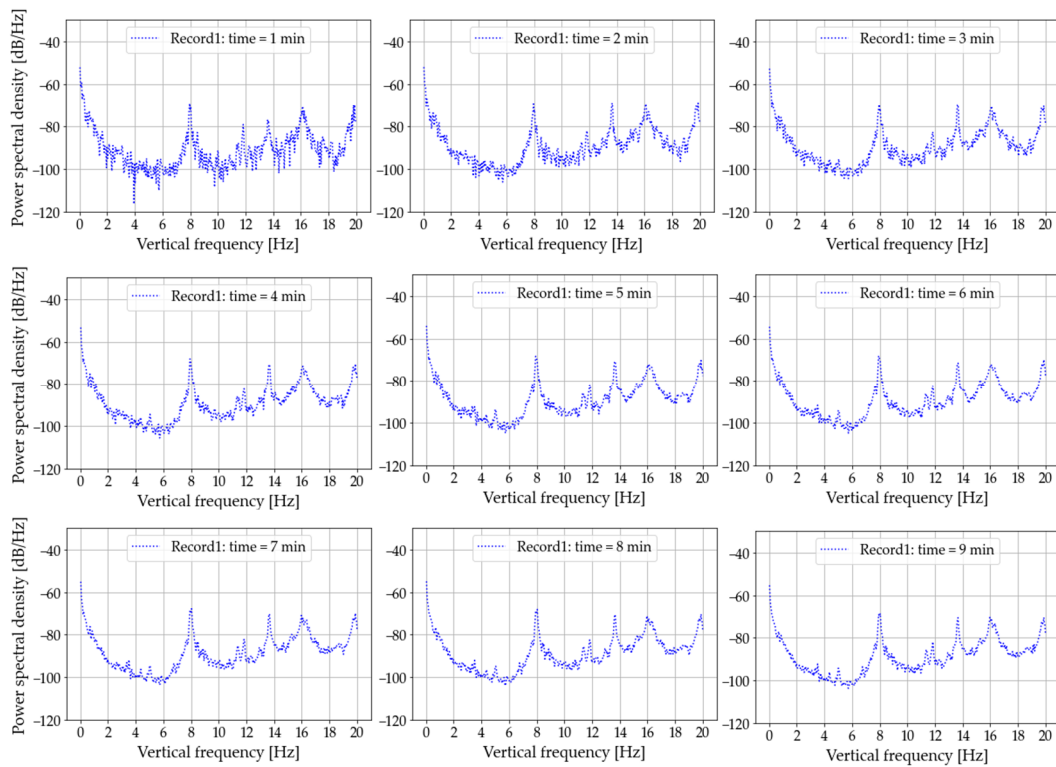 Power spectral density [dB/Hz]
−40
−60
−80
−100
−120
Record1: time = 1 min
0 2 4 6 8 10 12 14 16 18 20
Vertical frequency [Hz]
−40
−60
−80
−100
−120
Record1: time = 2 min
0 2 4 6 8 10 12 14 16 18 20
Vertical frequency [Hz]
−40
−60
−80
−100
−120
Record1: time = 3 min
0 2 4 6 8 10 12 14 16 18 20
Vertical frequency [Hz]
Power spectral density [dB/Hz]
−40
−60
−80
−100
−120
Record1: time = 4 min
0 2 4 6 8 10 12 14 16 18 20
Vertical frequency [Hz]
−40
−60
−80
−100
−120
Record1: time = 5 min
0 2 4 6 8 10 12 14 16 18 20
Vertical frequency [Hz]
−40
−60
−80
−100
−120
Record1: time = 6 min
0 2 4 6 8 10 12 14 16 18 20
Vertical frequency [Hz]
Power spectral density [dB/Hz]
−40
−60
−80
−100
−120
Record1: time = 7 min
0 2 4 6 8 10 12 14 16 18 20
Vertical frequency [Hz]
−40
−60
−80
−100
−120
Record1: time = 8 min
0 2 4 6 8 10 12 14 16 18 20
Vertical frequency [Hz]
−40
−60
−80
−100
−120
Record1: time = 9 min
0 2 4 6 8 10 12 14 16 18 20
Vertical frequency [Hz]